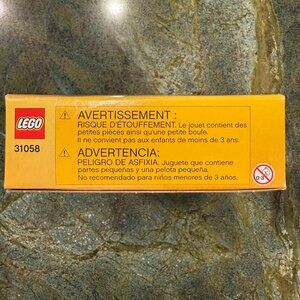 LEGO
31058
AVERTISSEMENT :
RISQUE D'ÉTOUFFEMENT. Le jouet contient des
petites pièces ainsi qu'une petite boule.
Il ne convient pas aux enfants de moins de 3 ans
ADVERTENCIA:
PELIGRO DE ASFIXIA. Juguete que contiene
partes pequeñas y una pelota pequeña.
No recomendado para niños menores de 3 años.
0-3